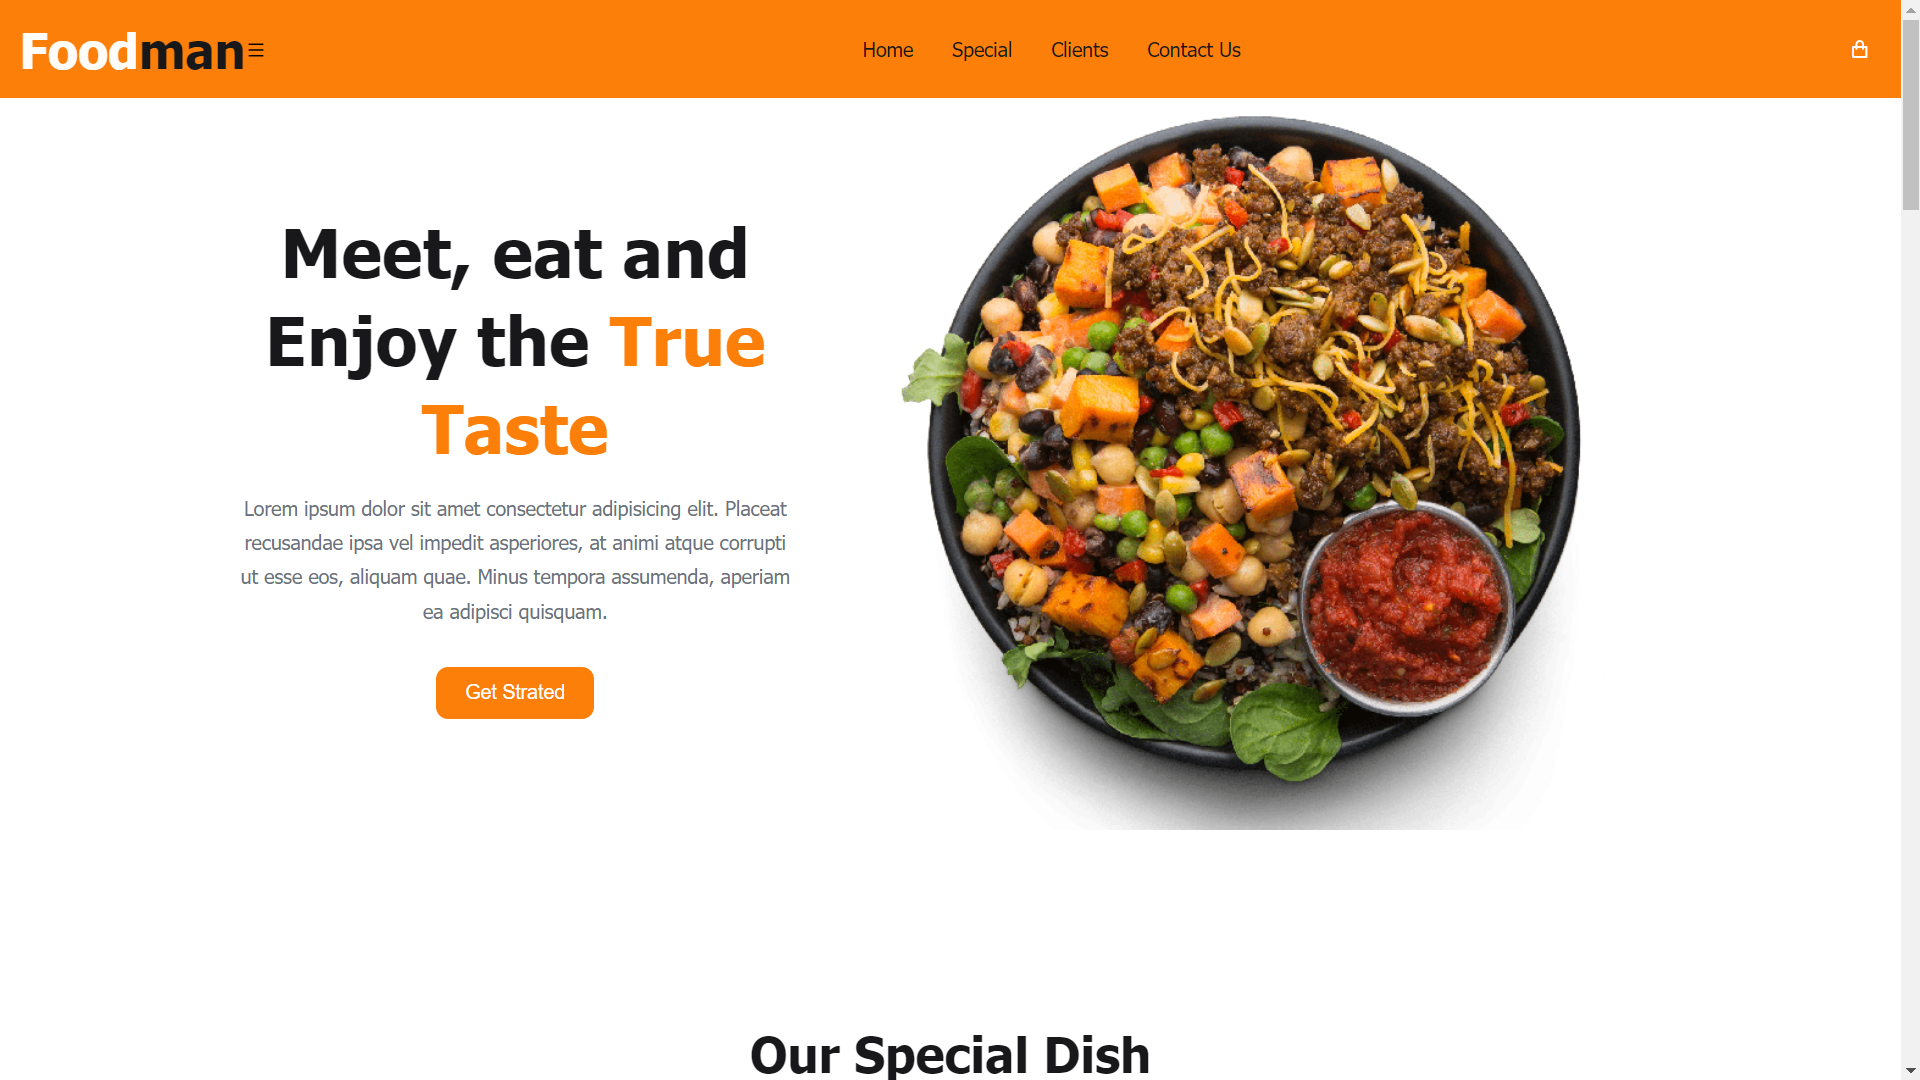 Foodman
Home Special Clients Contact Us
Meet, eat and
Enjoy the True
Taste
Lorem ipsum dolor sit amet consectetur adipisicing elit. Placeat
recusandae ipsa vel impedit asperiores, at animi atque corrupti
ut esse eos, aliquam quae. Minus tempora assumenda, aperiam
ea adipisci quisquam.
Get Strated
Our Special Dish